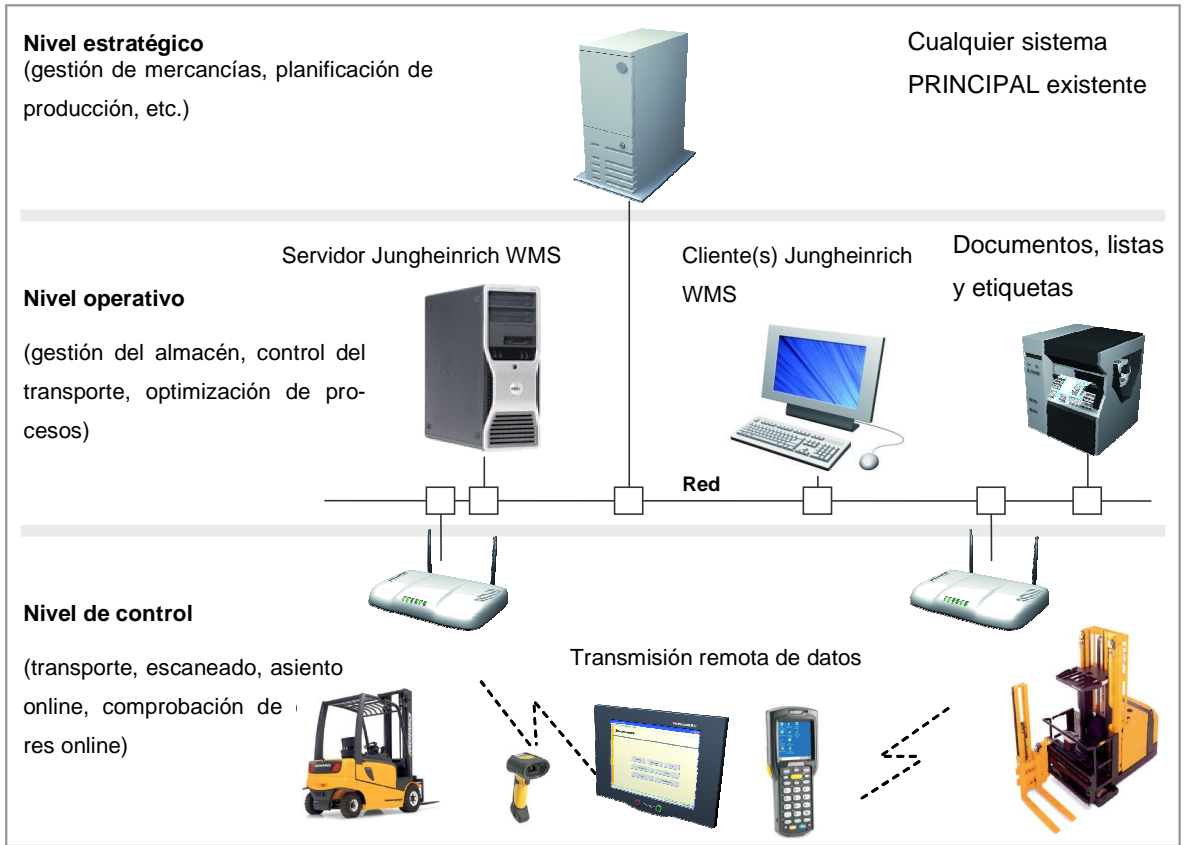 Nivel estratégico
(gestión de mercancías, planificación de
producción, etc.)
Cualquier sistema
PRINCIPAL existente
Servidor Jungheinrich WMS
Cliente(s) Jungheinrich
WMS
Documentos, listas
y etiquetas
Nivel operativo
(gestión del almacén, control del
transporte, optimización de pro-
cesos)
Red
Nivel de control
(transporte, escaneado, asiento
online, comprobación de
res online)
Transmisión remota de datos